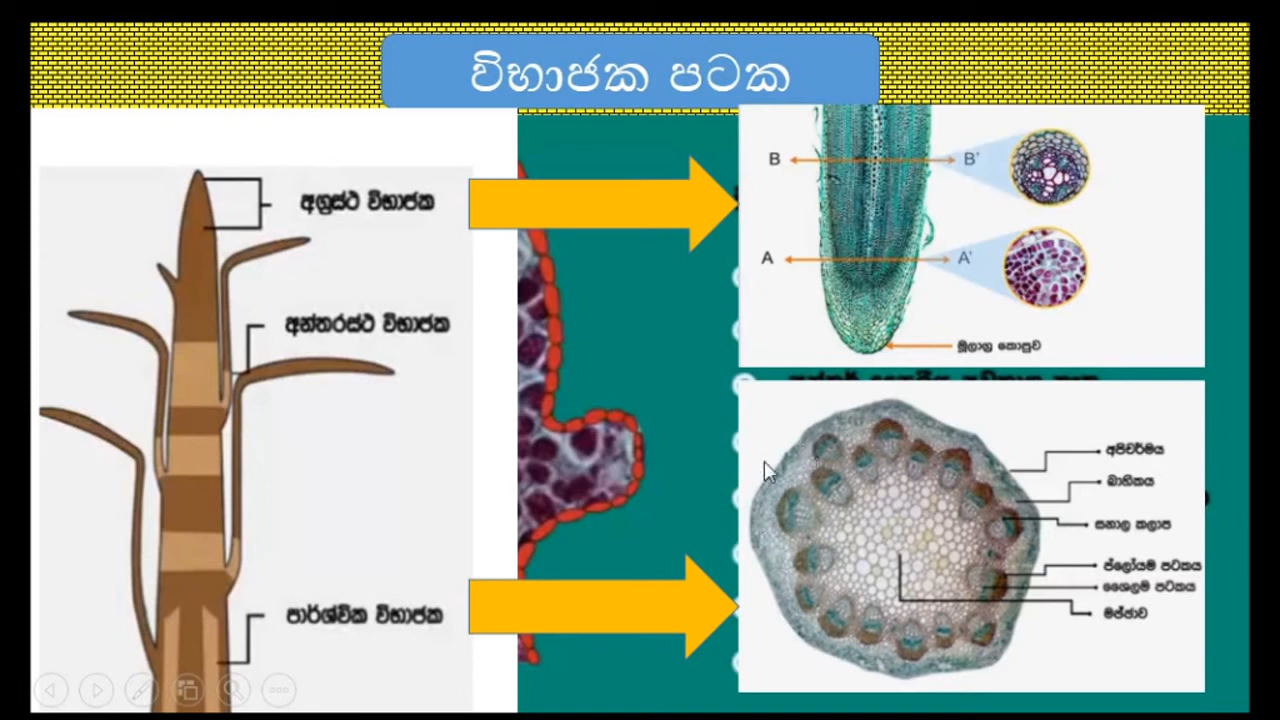 විභාජක පටක
අග්‍රස්ථ විභාජක
අන්තරස්ථ විභාජක
පාර්ශ්වික විභාජක
B B'
A A'
මූලාග්‍ර කොපුව
අපිචර්මය
බාහිකය
සනාල කලාප
ප්ලෝයම පටකය
ශෛලම පටකය
මජ්ජාව